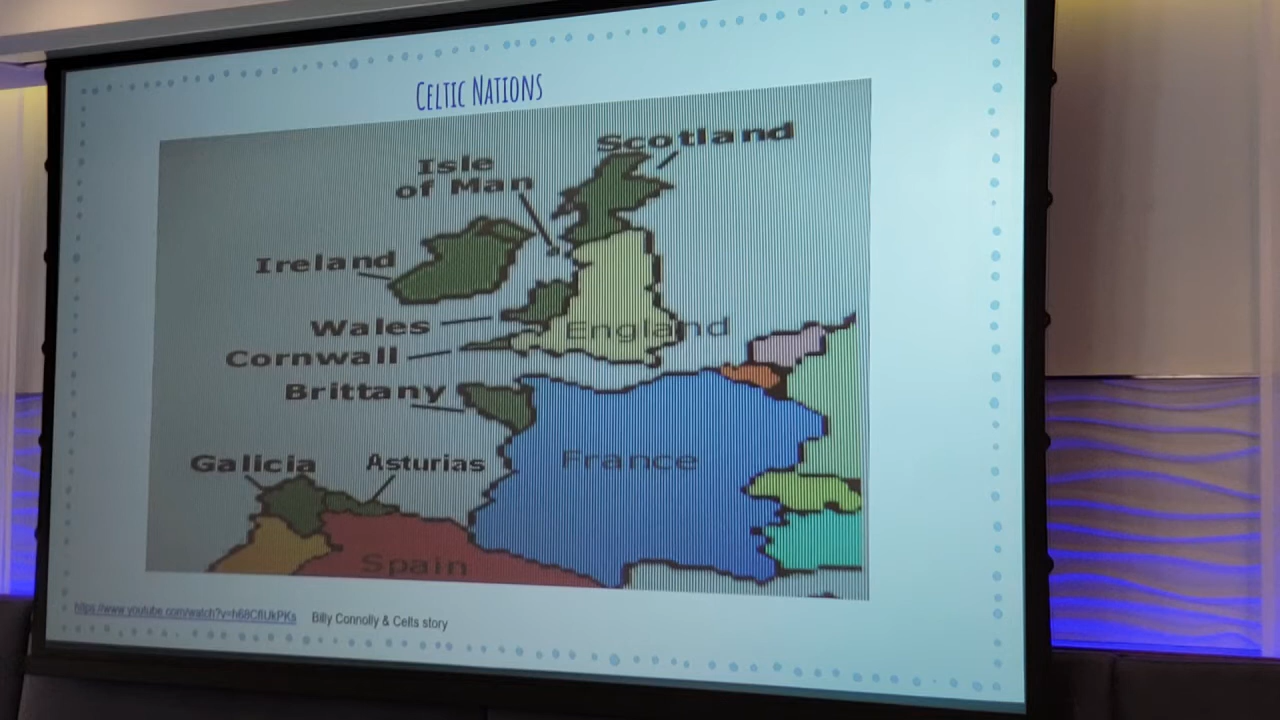 CELTIC NATIONS
Scotland
Isle
of Man
Ireland
Wales
England
Cornwall
Brittany
Galicia
Asturias
France
Spain
Billy Connolly & Celts story